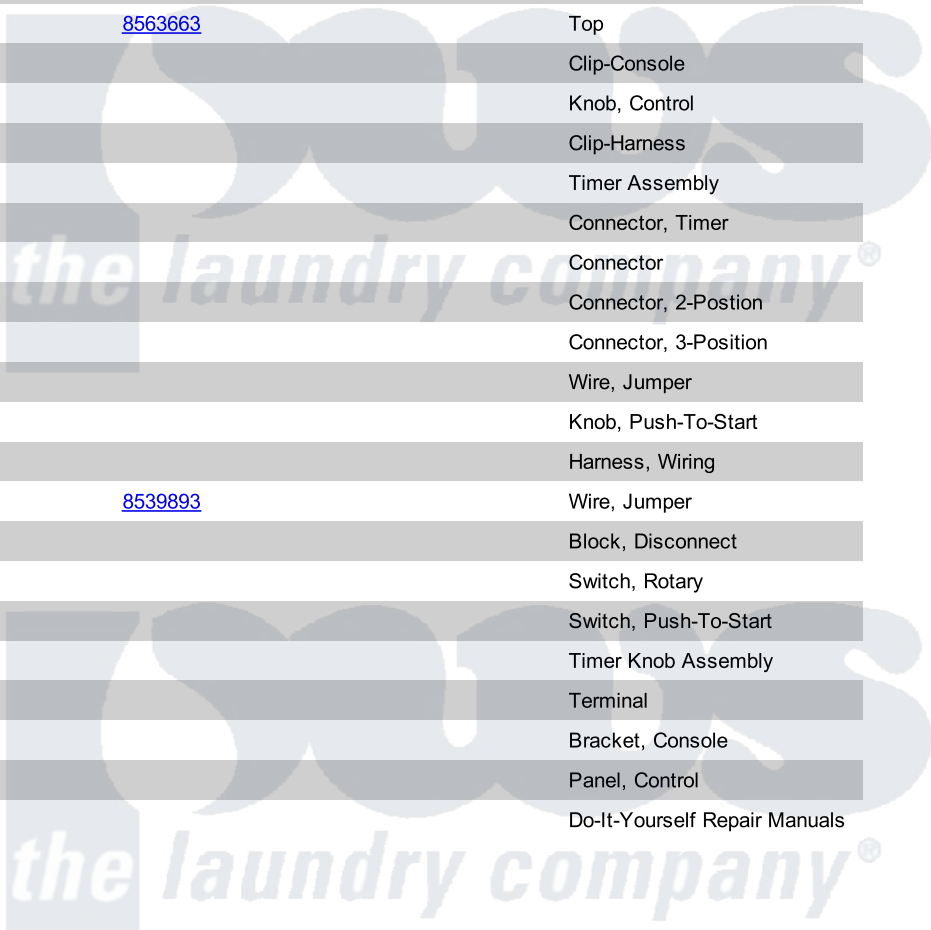 8563663 Top
Clip-Console
Knob, Control
Clip-Harness
Timer Assembly
Connector, Timer
Connector
Connector, 2-Postion
Connector, 3-Position
Wire, Jumper
Knob, Push-To-Start
Harness, Wiring
8539893 Wire, Jumper
Block, Disconnect
Switch, Rotary
Switch, Push-To-Start
Timer Knob Assembly
Terminal
Bracket, Console
Panel, Control
Do-It-Yourself Repair Manuals
the laundry company®
the laundry company®